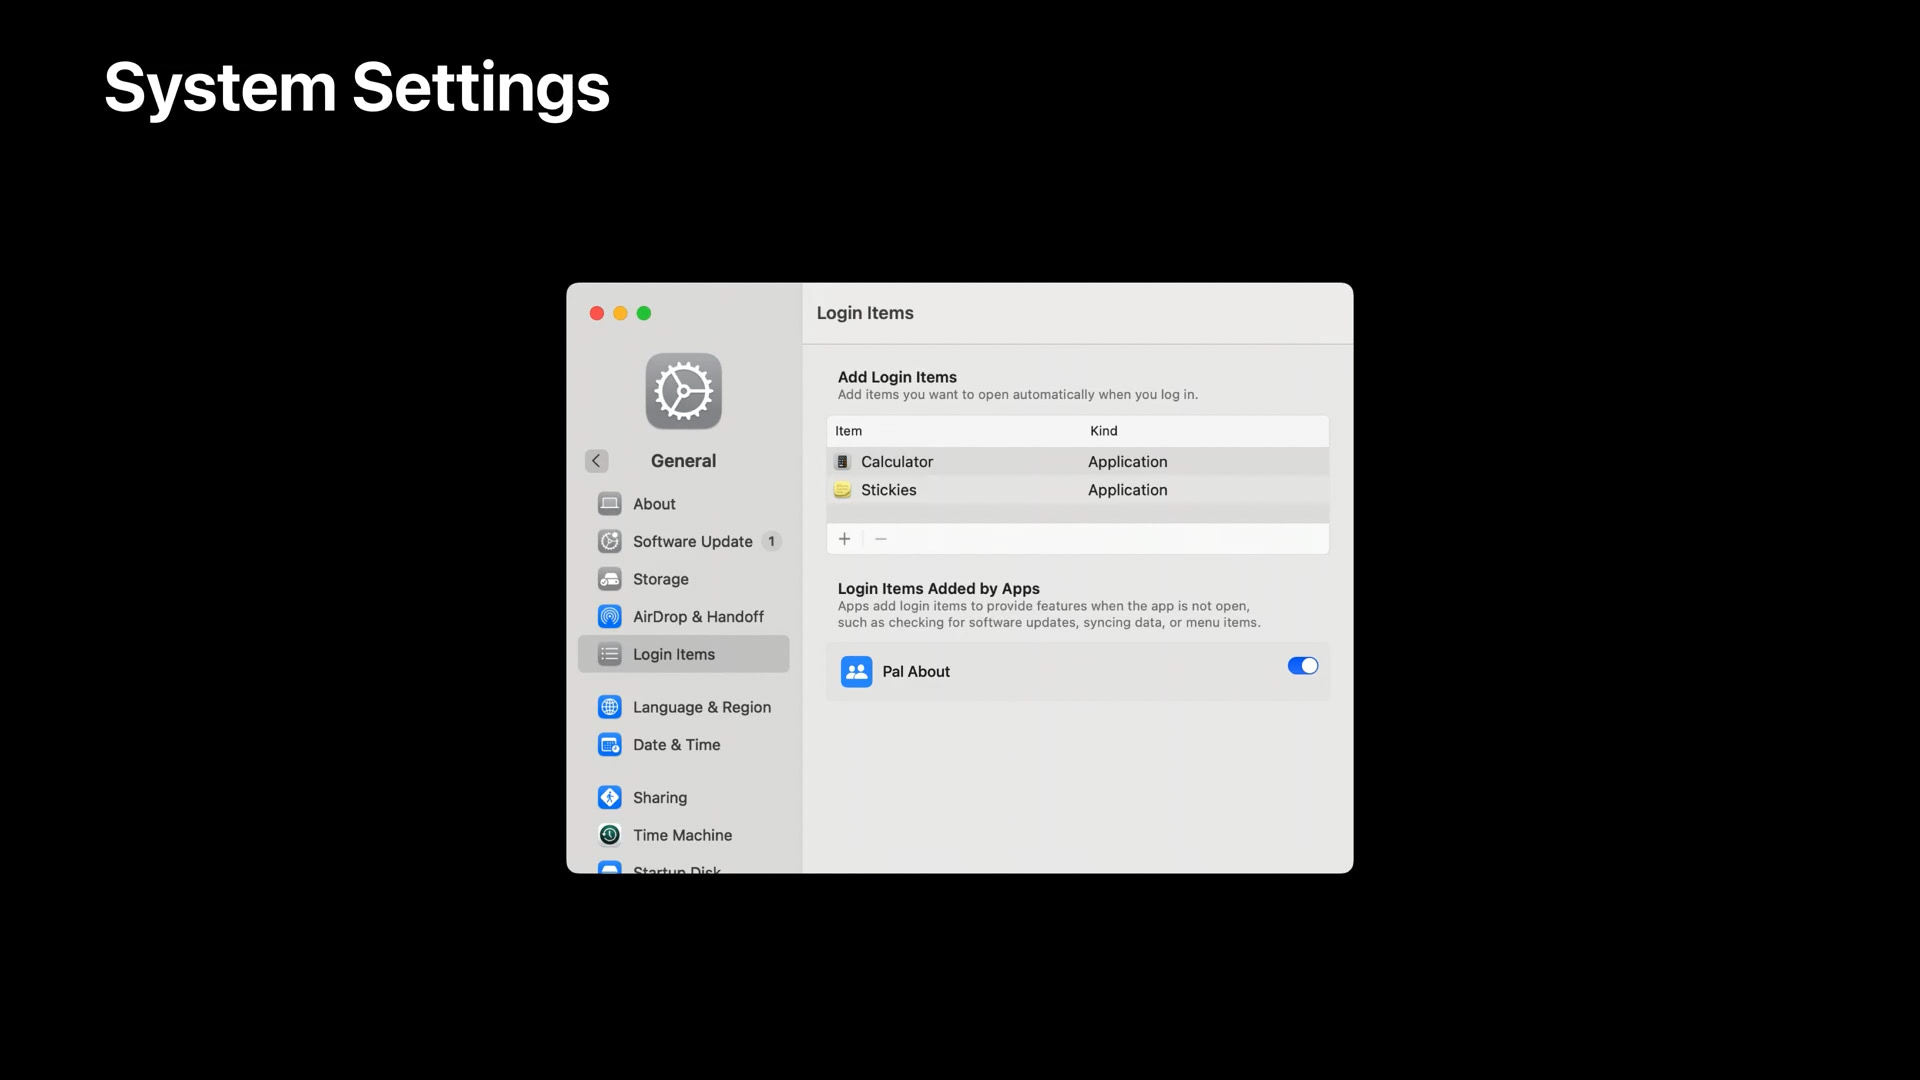 System Settings
Login Items
Add Login Items
Add items you want to open automatically when you log in.
Item Kind
Calculator Application
Stickies Application
+ −
Login Items Added by Apps
Apps add login items to provide features when the app is not open,
such as checking for software updates, syncing data, or menu items.
Pal About
General
About
Software Update 1
Storage
AirDrop & Handoff
Login Items
Language & Region
Date & Time
Sharing
Time Machine
Startup Disk